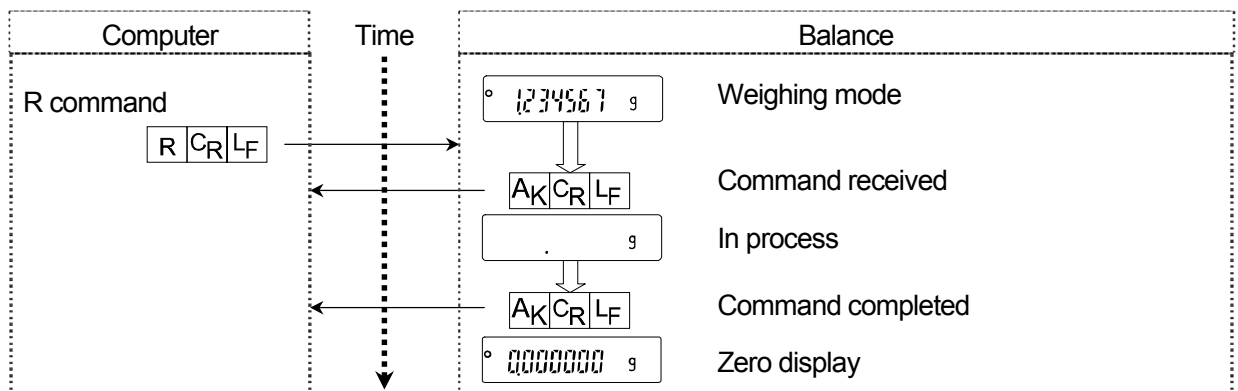 Computer Time Balance
1.234567 g Weighing mode
R command
R CR LF
AK CR LF Command received
. g In process
AK CR LF Command completed
0.000000 g Zero display